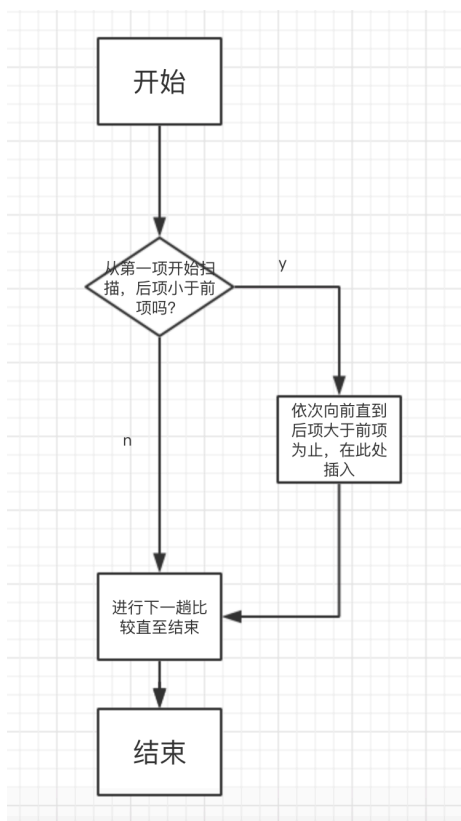 开始
从第一项开始扫
描，后项小于前
项吗？
y
依次向前直到
后项大于前项
为止，在此处
插入
n
进行下一趟比
较直至结束
结束